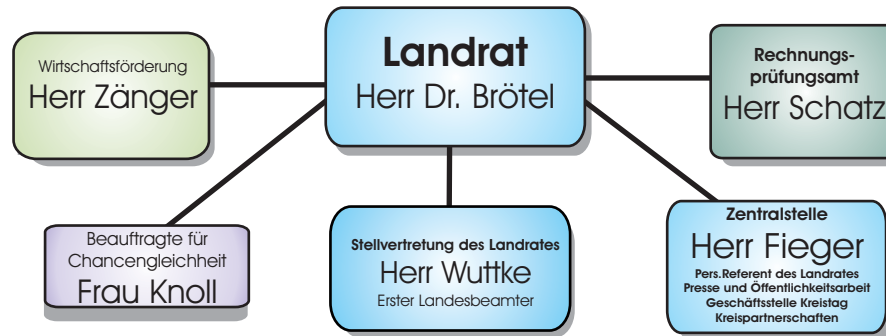 Wirtschaftsförderung
Herr Zänger
Landrat
Herr Dr. Brötel
Rechnungs-
prüfungsamt
Herr Schatz
Beauftragte für
Chancengleichheit
Frau Knoll
Stellvertretung des Landrates
Herr Wuttke
Erster Landesbeamter
Zentralstelle
Herr Fieger
Pers.Referent des Landrates
Presse und Öffentlichkeitsarbeit
Geschäftsstelle Kreistag
Kreispartnerschaften